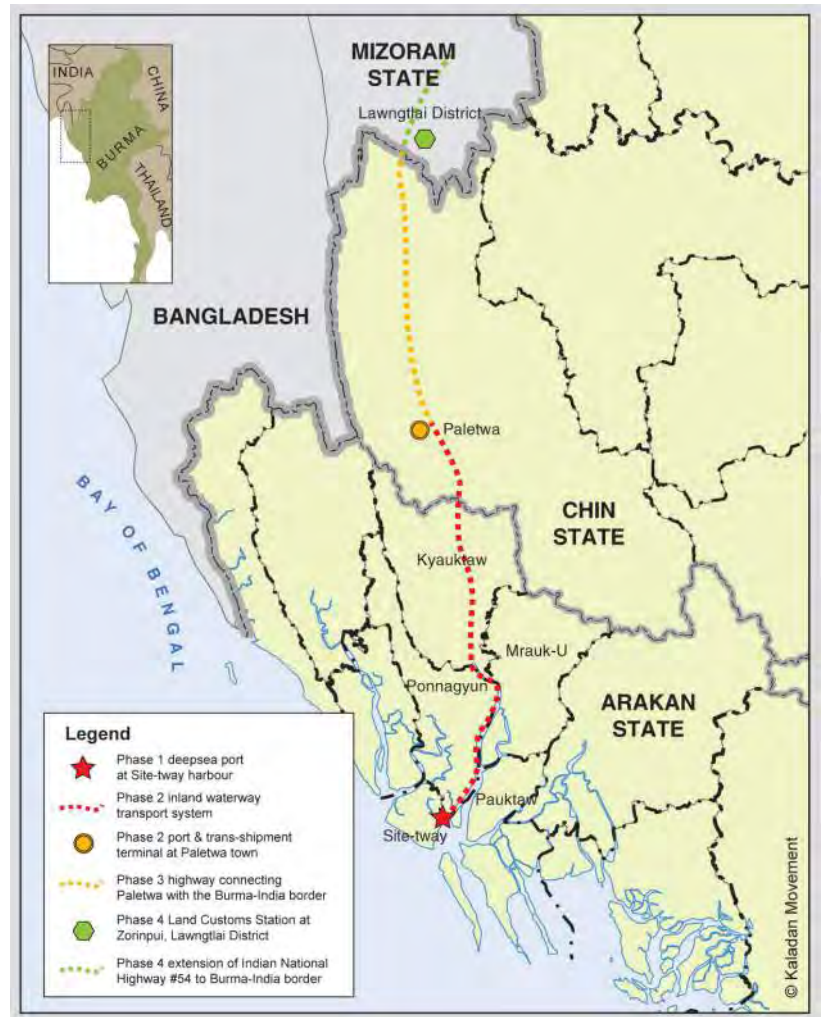 INDIA
CHINA
BURMA
THAILAND
MIZORAM
STATE
Lawngtlai District
BANGLADESH
Paletwa
CHIN
STATE
BAY OF BENGAL
Kyauktaw
Mrauk-U
Ponnagyun
ARAKAN
STATE
Pauktaw
Site-tway
Legend
Phase 1 deepsea port
at Site-tway harbour
Phase 2 inland waterway
transport system
Phase 2 port & trans-shipment
terminal at Paletwa town
Phase 3 highway connecting
Paletwa with the Burma-India border
Phase 4 Land Customs Station at
Zorinpui, Lawngtlai District
Phase 4 extension of Indian National
Highway #54 to Burma-India border
© Kaladan Movement